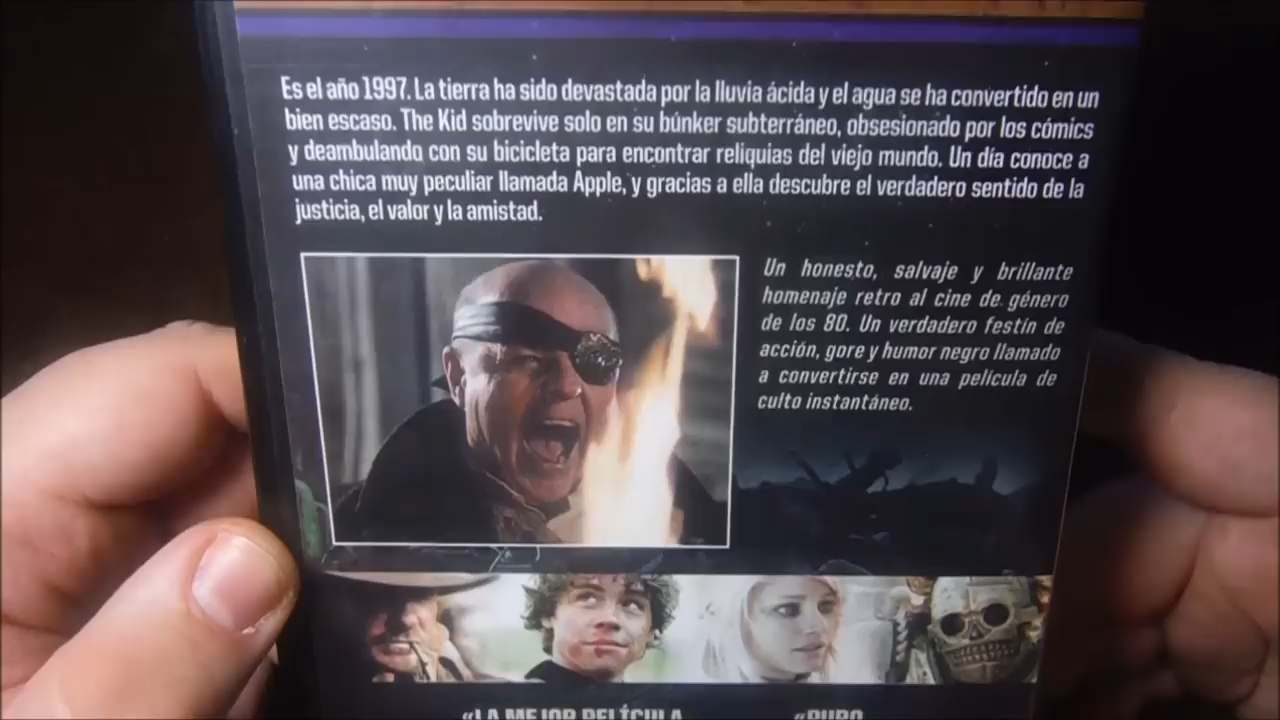 Es el año 1997. La tierra ha sido devastada por la lluvia ácida y el agua se ha convertido en un
bien escaso. The Kid sobrevive solo en su búnker subterráneo, obsesionado por los cómics
y deambulando con su bicicleta para encontrar reliquias del viejo mundo. Un día conoce a
una chica muy peculiar llamada Apple, y gracias a ella descubre el verdadero sentido de la
justicia, el valor y la amistad.
Un honesto, salvaje y brillante
homenaje retro al cine de género
de los 80. Un verdadero festín de
acción, gore y humor negro llamado
a convertirse en una película de
culto instantáneo.
«LA MEJOR PELÍCULA
«PURO